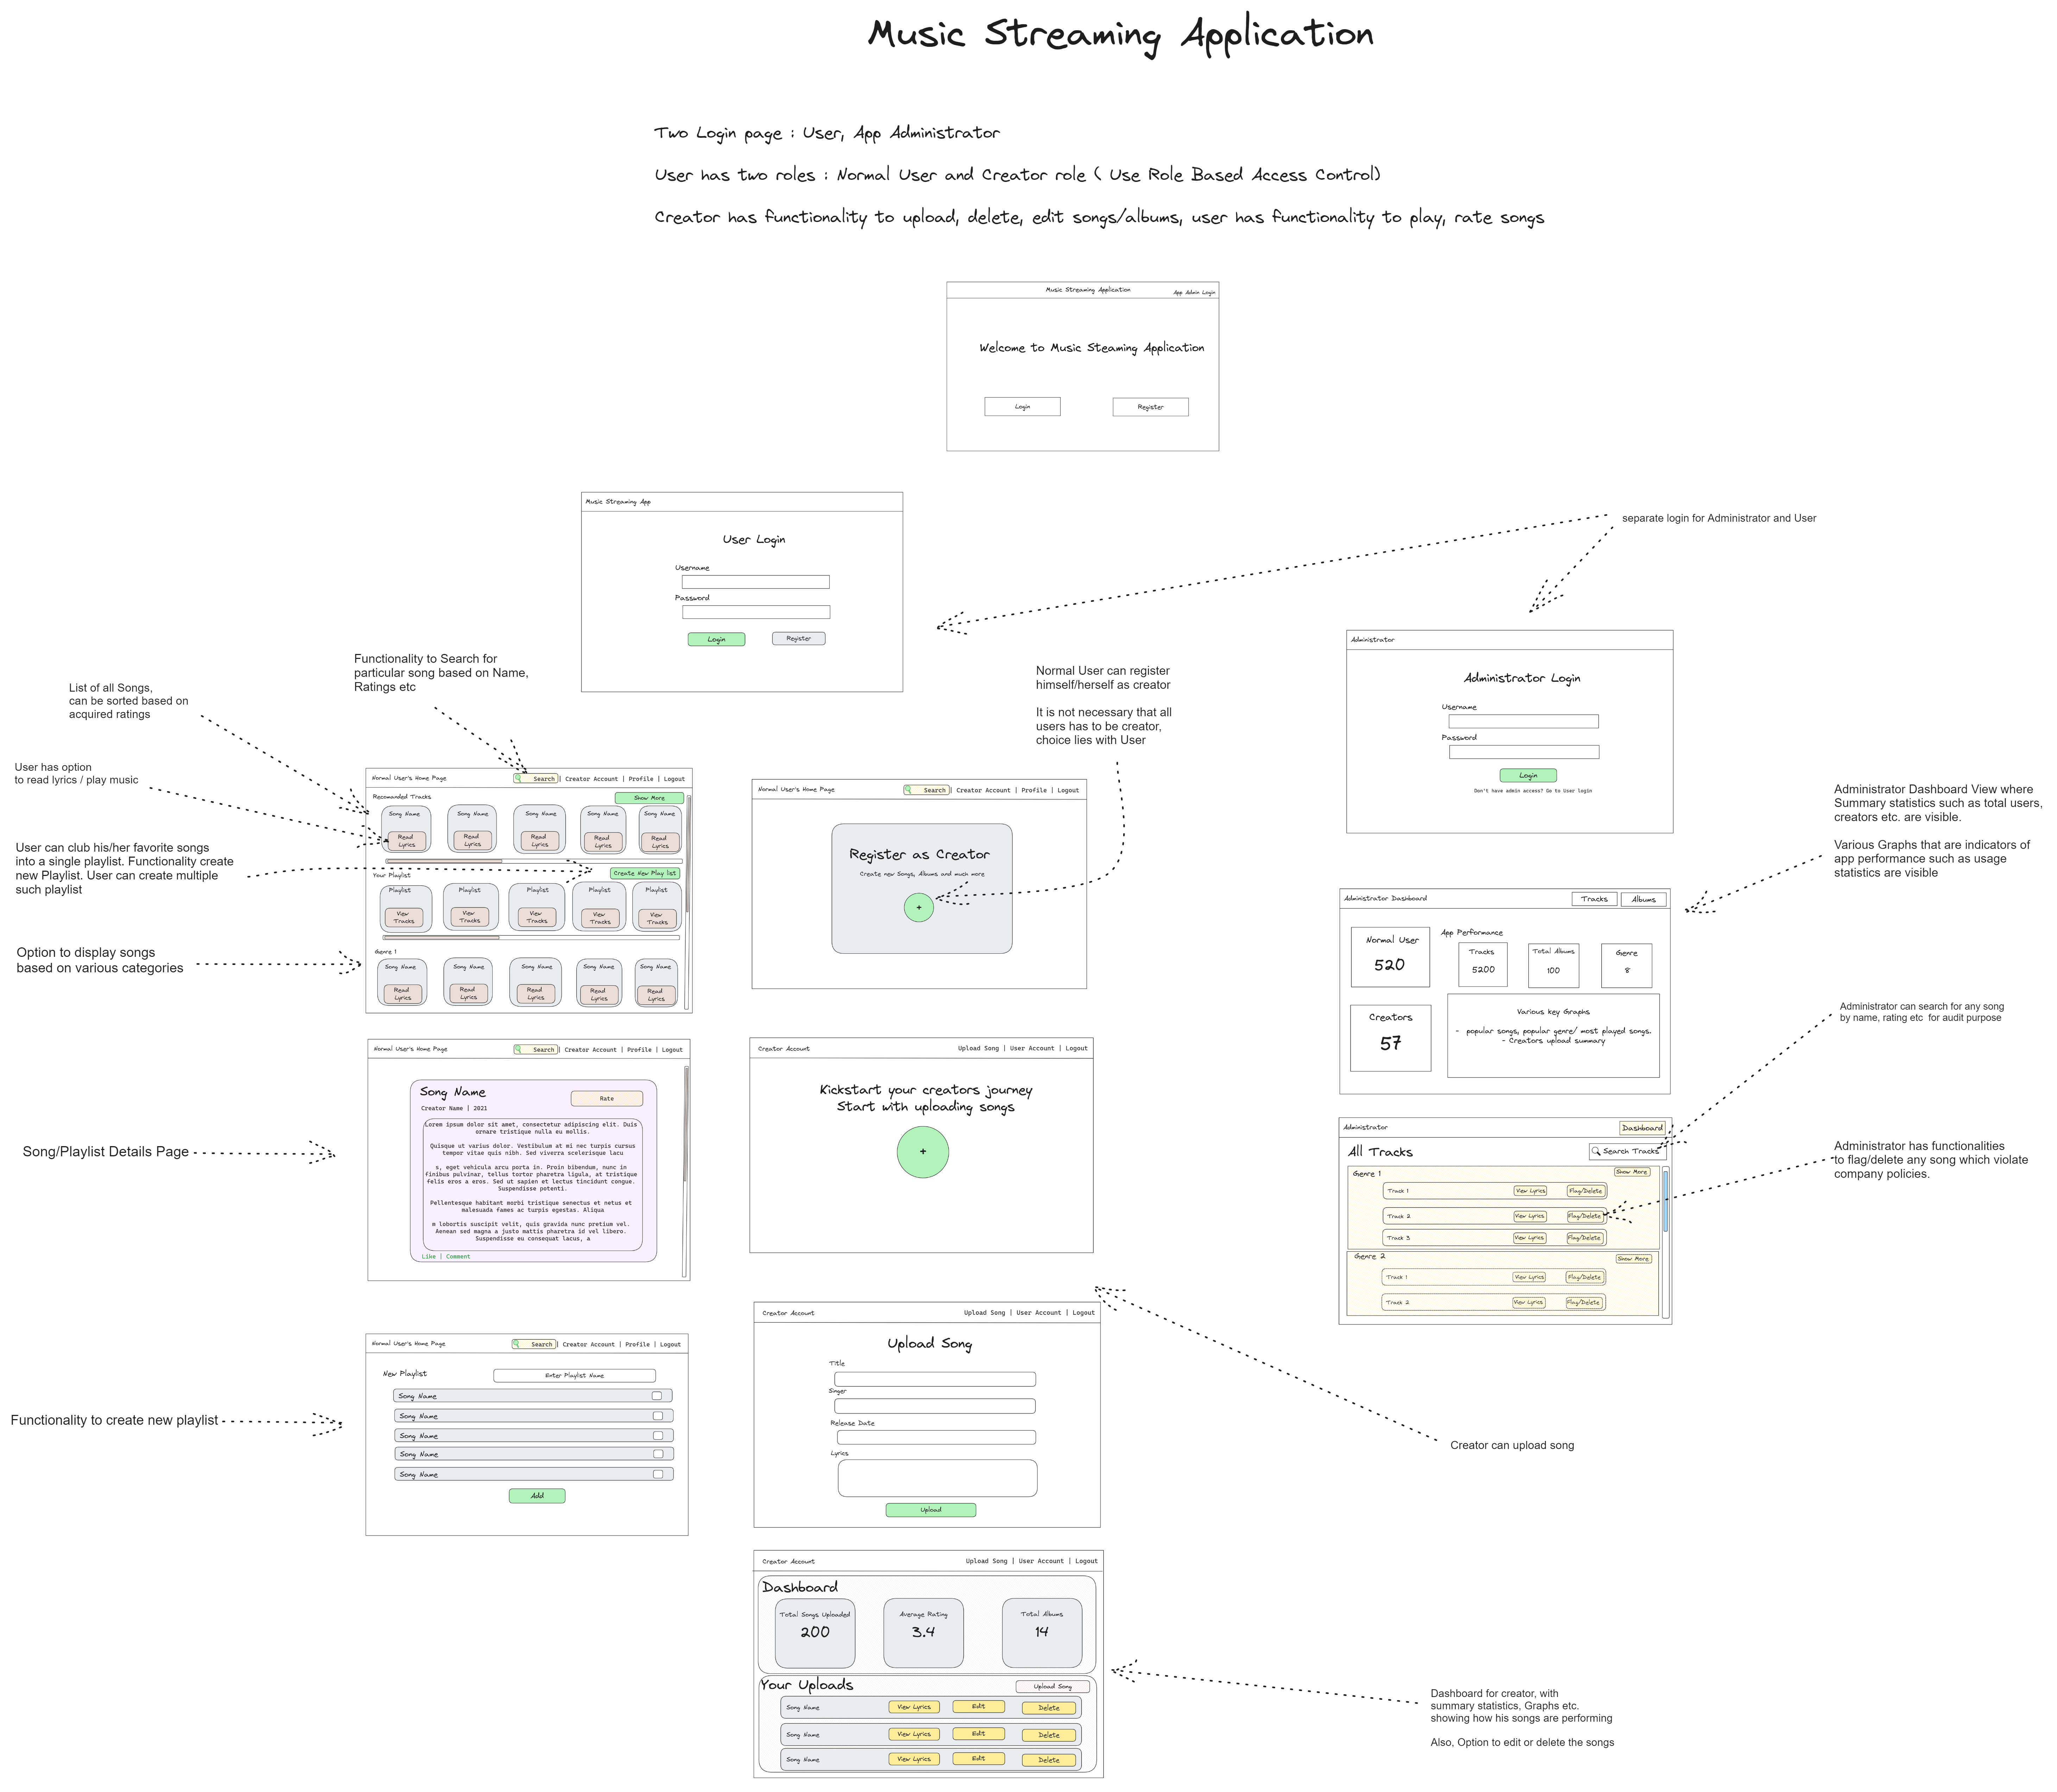 Music Streaming Application
Two Login page : User, App Administrator
User has two roles : Normal User and Creator role ( Use Role Based Access Control)
Creator has functionality to upload, delete, edit songs/albums, user has functionality to play, rate songs
Music Streaming Application
App Admin Login
Welcome to Music Steaming Application
Login
Register
Music Streaming App
User Login
Username
Password
Login
Register
separate login for Administrator and User
Administrator
Administrator Login
Username
Password
Login
Don't have admin access? Go to User login
Functionality to Search for
particular song based on Name,
Ratings etc
List of all Songs,
can be sorted based on
acquired ratings
User has option
to read lyrics / play music
User can club his/her favorite songs
into a single playlist. Functionality create
new Playlist. User can create multiple
such playlist
Option to display songs
based on various categories
Normal User's Home Page
Search | Creator Account | Profile | Logout
Recomanded Tracks
Show More
Song Name
Song Name
Song Name
Song Name
Song Name
Read
Lyrics
Read
Lyrics
Read
Lyrics
Read
Lyrics
Read
Lyrics
Your Playlist
Create New Play list
Playlist
Playlist
Playlist
Playlist
Playlist
View
Tracks
View
Tracks
View
Tracks
View
Tracks
View
Tracks
Genre 1
Song Name
Song Name
Song Name
Song Name
Song Name
Read
Lyrics
Read
Lyrics
Read
Lyrics
Read
Lyrics
Read
Lyrics
Normal User can register
himself/herself as creator
It is not necessary that all
users has to be creator,
choice lies with User
Normal User's Home Page
Search | Creator Account | Profile | Logout
Register as Creator
Create new Songs, Albums and much more
+
Administrator Dashboard View where
Summary statistics such as total users,
creators etc. are visible.
Various Graphs that are indicators of
app performance such as usage
statistics are visible
Administrator Dashboard
Tracks
Albums
Normal User
520
App Performance
Tracks
5200
Total Albums
100
Genre
8
Creators
57
Various key Graphs
- popular songs, popular genre/ most played songs.
- Creators upload summary
Administrator can search for any song
by name, rating etc for audit purpose
Administrator has functionalities
to flag/delete any song which violate
company policies.
Administrator
Dashboard
All Tracks
Search Tracks
Genre 1
Show More
Track 1
View Lyrics
Flag/Delete
Track 2
View Lyrics
Flag/Delete
Track 3
View Lyrics
Flag/Delete
Genre 2
Show More
Track 1
View Lyrics
Flag/Delete
Track 2
View Lyrics
Flag/Delete
Song/Playlist Details Page
Normal User's Home Page
Search | Creator Account | Profile | Logout
Song Name
Rate
Creator Name | 2021
Lorem ipsum dolor sit amet, consectetur adipiscing elit. Duis
ornare tristique nulla eu mollis.
Quisque ut varius dolor. Vestibulum at mi nec turpis cursus
tempor vitae quis nibh. Sed viverra scelerisque lacu
s, eget vehicula arcu porta in. Proin bibendum, nunc in
finibus pulvinar, tellus tortor pharetra ligula, at tristique
felis eros a eros. Sed ut sapien et lectus tincidunt congue.
Suspendisse potenti.
Pellentesque habitant morbi tristique senectus et netus et
malesuada fames ac turpis egestas. Aliqua
m lobortis suscipit velit, quis gravida nunc pretium vel.
Aenean sed magna a justo mattis pharetra id vel libero.
Suspendisse eu consequat lacus, a
Like | Comment
Creator Account
Upload Song | User Account | Logout
Kickstart your creators journey
Start with uploading songs
+
Creator can upload song
Functionality to create new playlist
Normal User's Home Page
Search | Creator Account | Profile | Logout
New Playlist
Enter Playlist Name
Song Name
Song Name
Song Name
Song Name
Song Name
Add
Creator Account
Upload Song | User Account | Logout
Upload Song
Title
Singer
Release Date
Lyrics
Upload
Creator Account
Upload Song | User Account | Logout
Dashboard
Total Songs Uploaded
200
Average Rating
3.4
Total Albums
14
Your Uploads
Upload Song
Song Name
View Lyrics
Edit
Delete
Song Name
View Lyrics
Edit
Delete
Song Name
View Lyrics
Edit
Delete
Dashboard for creator, with
summary statistics, Graphs etc.
showing how his songs are performing
Also, Option to edit or delete the songs